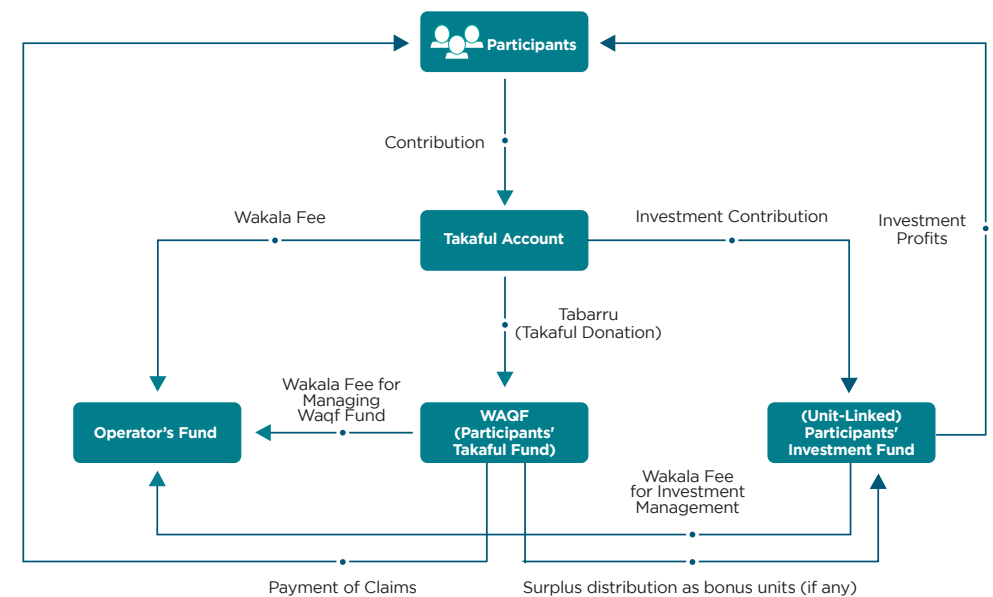 Participants
Contribution
Wakala Fee
Investment Contribution
Investment
Profits
Takaful Account
Tabarru
(Takaful Donation)
Wakala Fee for
Managing
Waqf Fund
Operator's Fund
WAQF
(Participants'
Takaful Fund)
(Unit-Linked)
Participants'
Investment Fund
Wakala Fee
for Investment
Management
Payment of Claims
Surplus distribution as bonus units (if any)